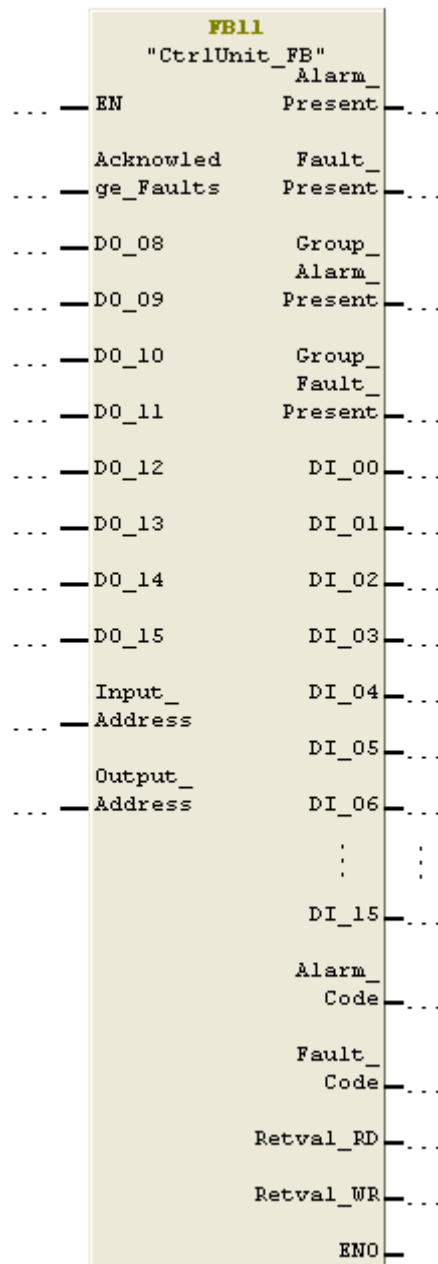 FB11
"CtrlUnit_FB"
Alarm_
EN Present
Acknowled Fault_
ge_Faults Present
DO_08 Group_
Alarm_
DO_09 Present
DO_10 Group_
Fault_
DO_11 Present
DO_12 DI_00
DO_13 DI_01
DO_14 DI_02
DO_15 DI_03
Input_ DI_04
Address
DI_05
Output_
Address DI_06
DI_15
Alarm_
Code
Fault_
Code
Retval_RD
Retval_WR
ENO